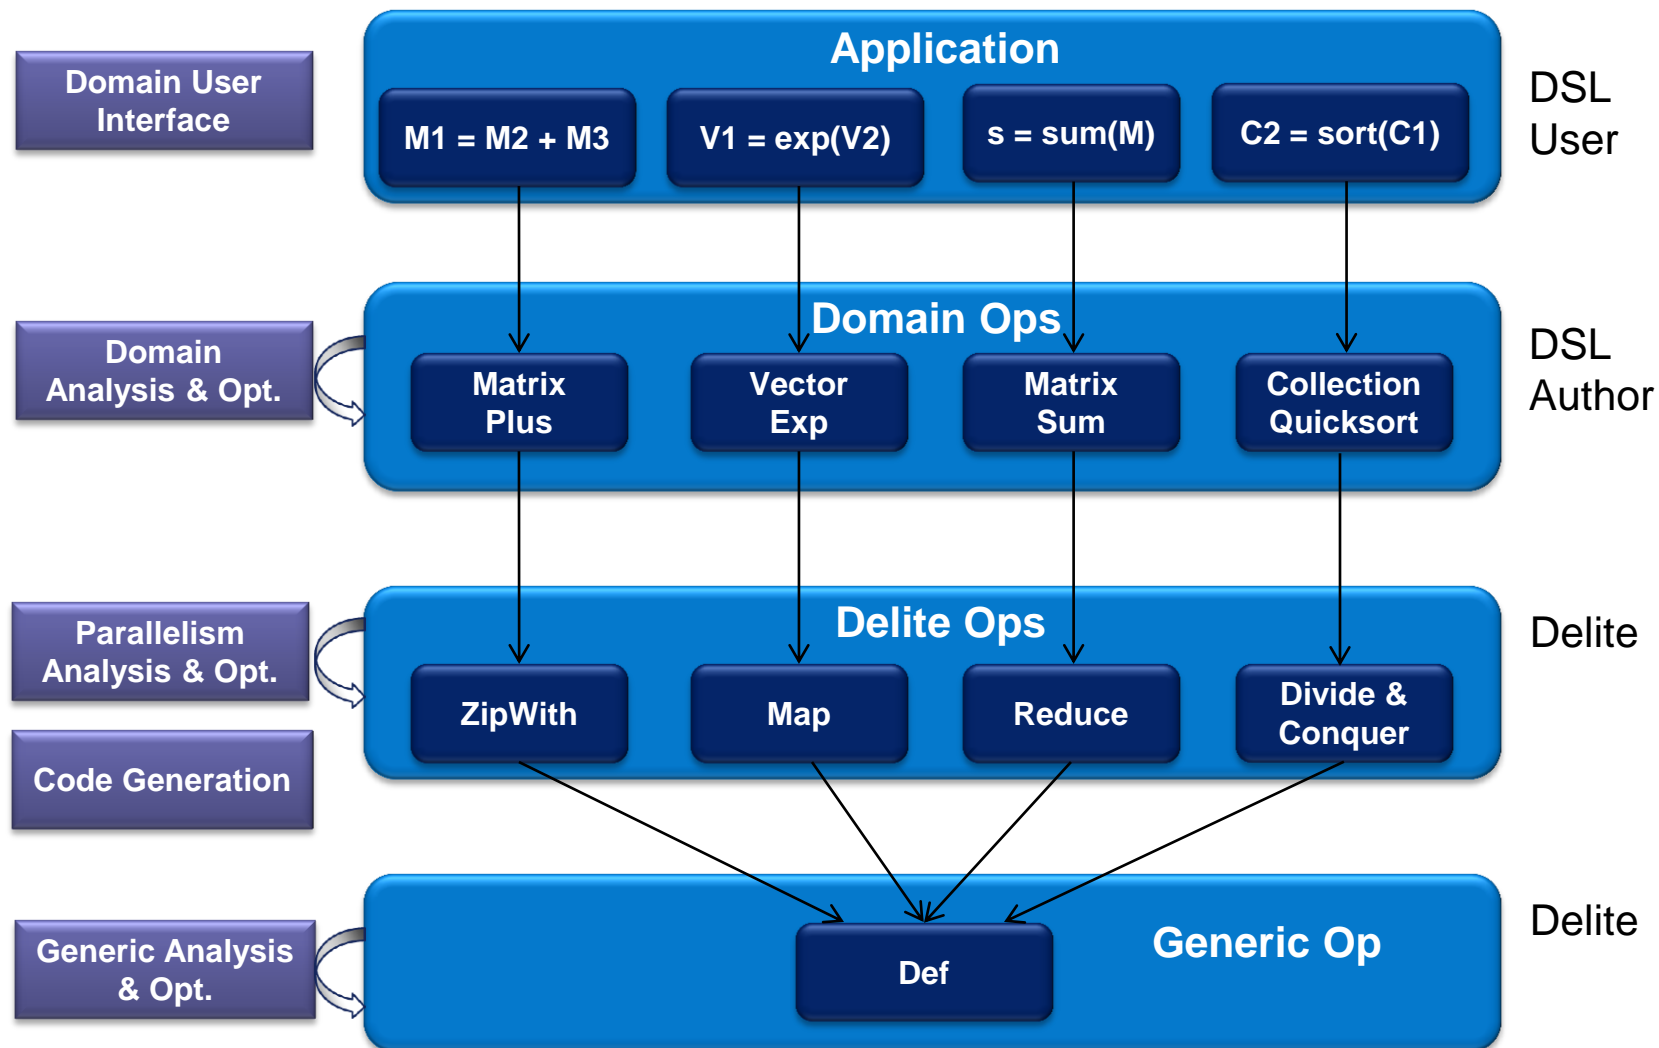 Application
Domain User
Interface
M1 = M2 + M3
V1 = exp(V2)
s = sum(M)
C2 = sort(C1)
DSL
User
Domain Ops
Domain
Analysis & Opt.
Matrix
Plus
Vector
Exp
Matrix
Sum
Collection
Quicksort
DSL
Author
Delite Ops
Parallelism
Analysis & Opt.
ZipWith
Map
Reduce
Divide &
Conquer
Delite
Code Generation
Generic Analysis
& Opt.
Def
Generic Op
Delite